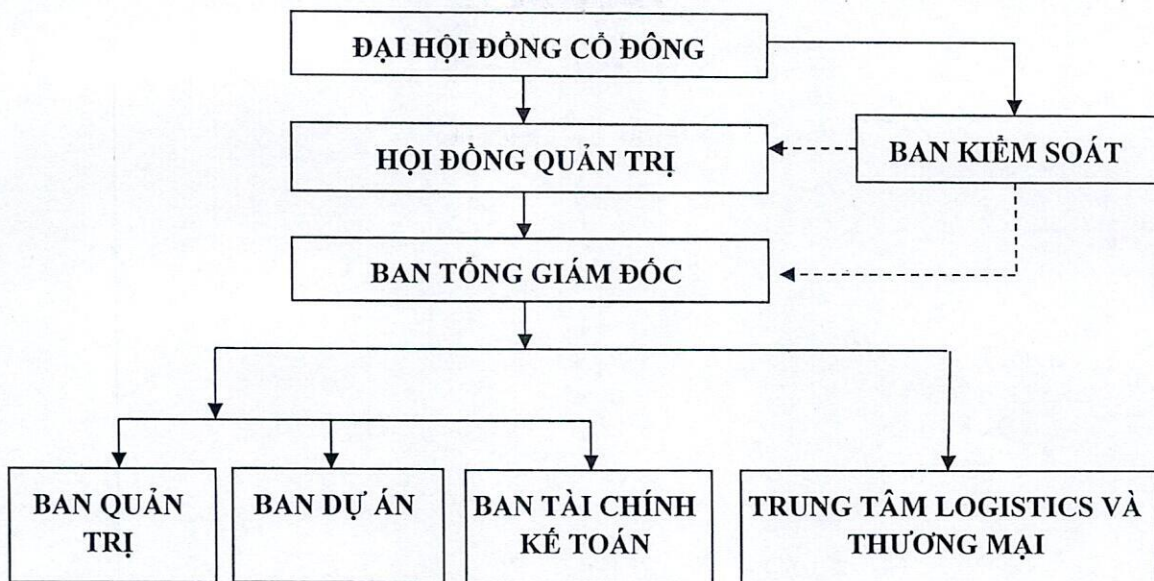 ĐẠI HỘI ĐỒNG CỔ ĐÔNG
HỘI ĐỒNG QUẢN TRỊ
BAN KIỂM SOÁT
BAN TỔNG GIÁM ĐỐC
BAN QUẢN
TRỊ
BAN DỰ ÁN
BAN TÀI CHÍNH
KẾ TOÁN
TRUNG TÂM LOGISTICS VÀ
THƯƠNG MẠI